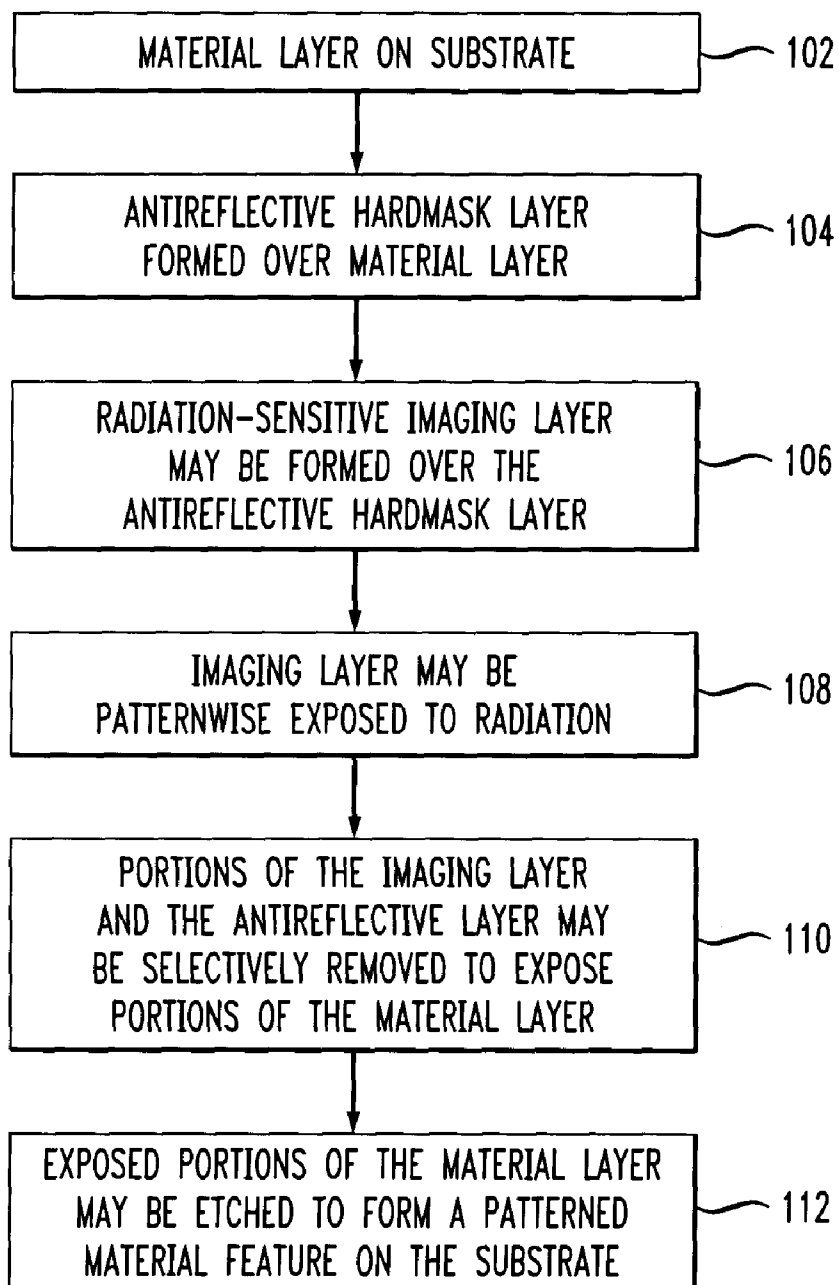 MATERIAL LAYER ON SUBSTRATE
102
ANTIREFLECTIVE HARDMASK LAYER
FORMED OVER MATERIAL LAYER
104
RADIATION-SENSITIVE IMAGING LAYER
MAY BE FORMED OVER THE
ANTIREFLECTIVE HARDMASK LAYER
106
IMAGING LAYER MAY BE
PATTERNWISE EXPOSED TO RADIATION
108
PORTIONS OF THE IMAGING LAYER
AND THE ANTIREFLECTIVE LAYER MAY
BE SELECTIVELY REMOVED TO EXPOSE
PORTIONS OF THE MATERIAL LAYER
110
EXPOSED PORTIONS OF THE MATERIAL LAYER
MAY BE ETCHED TO FORM A PATTERNED
MATERIAL FEATURE ON THE SUBSTRATE
112